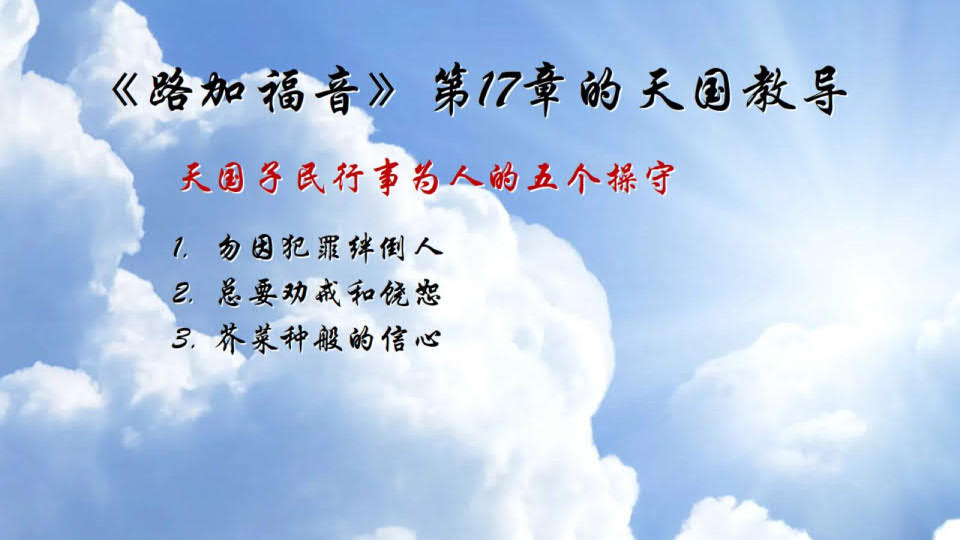 《路加福音》第17章的天国教导
天国子民行事为人的五个操守
1. 勿因犯罪绊倒人
2. 总要劝戒和饶恕
3. 芥菜种般的信心